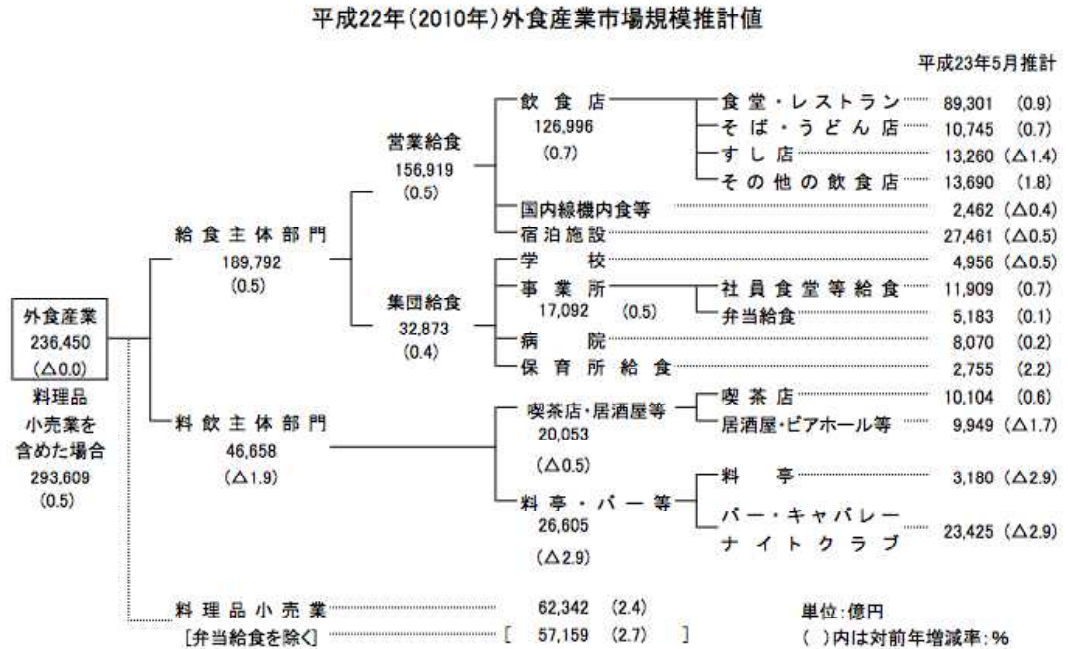 平成22年(2010年)外食産業市場規模推計値
平成23年5月推計
外食産業
236,450
(△0.0)
料理品
小売業を
含めた場合
293,609
(0.5)
給食主体部門
189,792
(0.5)
料飲主体部門
46,658
(△1.9)
営業給食
156,919
(0.5)
集団給食
32,873
(0.4)
飲食店
126,996
(0.7)
食堂・レストラン 89,301 (0.9)
そば・うどん店 10,745 (0.7)
すし店 13,260 (△1.4)
その他の飲食店 13,690 (1.8)
国内線機内食等 2,462 (△0.4)
宿泊施設 27,461 (△0.5)
学校 4,956 (△0.5)
事業所
17,092 (0.5)
社員食堂等給食 11,909 (0.7)
弁当給食 5,183 (0.1)
病院 8,070 (0.2)
保育所給食 2,755 (2.2)
喫茶店・居酒屋等
20,053
(△0.5)
喫茶店 10,104 (0.6)
居酒屋・ビアホール等 9,949 (△1.7)
料亭・バー等
26,605
(△2.9)
料亭 3,180 (△2.9)
バー・キャバレー
ナイトクラブ 23,425 (△2.9)
料理品小売業 62,342 (2.4)
[弁当給食を除く] [ 57,159 (2.7) ]
単位:億円
( )内は対前年増減率:%